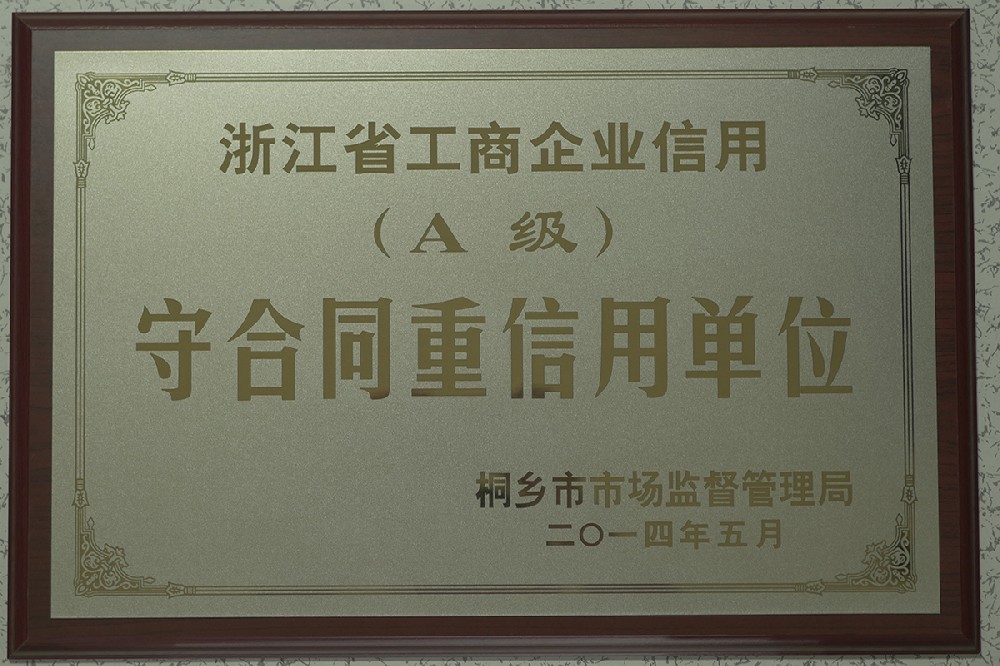 浙江省工商企业信用
（A 级）
守合同重信用单位
桐乡市市场监督管理局
二〇一四年五月